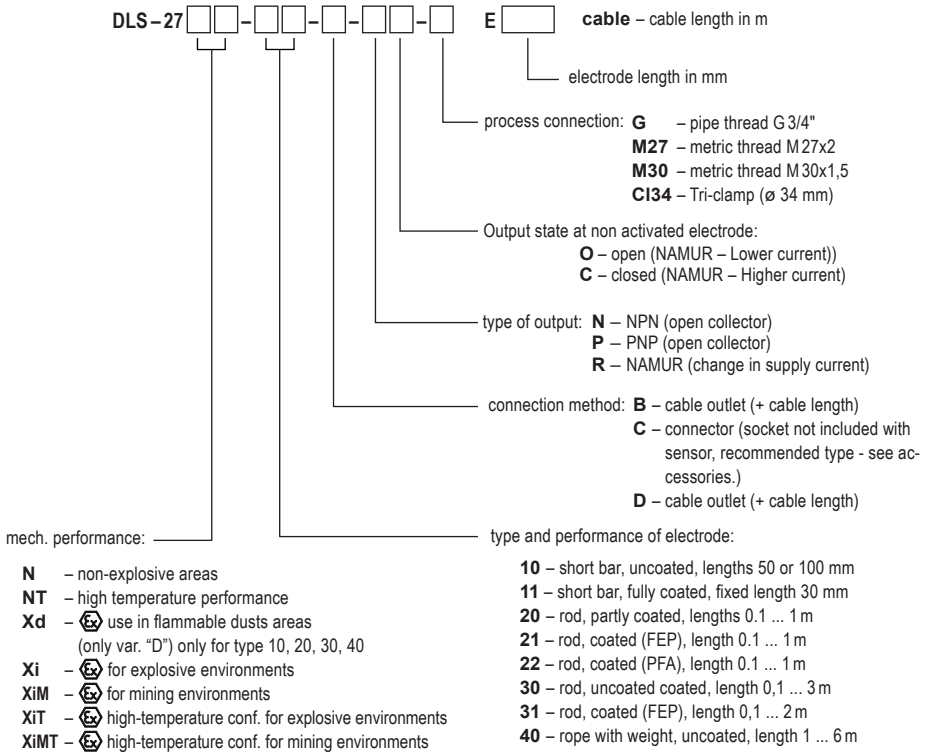 DLS – 27 – – – – E cable – cable length in m
electrode length in mm
process connection: G – pipe thread G 3/4"
M27 – metric thread M 27x2
M30 – metric thread M 30x1,5
Cl34 – Tri-clamp (ø 34 mm)
Output state at non activated electrode:
O – open (NAMUR – Lower current))
C – closed (NAMUR – Higher current)
type of output: N – NPN (open collector)
P – PNP (open collector)
R – NAMUR (change in supply current)
connection method: B – cable outlet (+ cable length)
C – connector (socket not included with
sensor, recommended type - see ac-
cessories.)
D – cable outlet (+ cable length)
mech. performance:
N – non-explosive areas
NT – high temperature performance
Xd – Ex use in flammable dusts areas
(only var. “D”) only for type 10, 20, 30, 40
Xi – Ex for explosive environments
XiM – Ex for mining environments
XiT – Ex high-temperature conf. for explosive environments
XiMT – Ex high-temperature conf. for mining environments
type and performance of electrode:
10 – short bar, uncoated, lengths 50 or 100 mm
11 – short bar, fully coated, fixed length 30 mm
20 – rod, partly coated, lengths 0.1 ... 1 m
21 – rod, coated (FEP), length 0.1 ... 1 m
22 – rod, coated (PFA), length 0.1 ... 1 m
30 – rod, uncoated coated, length 0,1 ... 3 m
31 – rod, coated (FEP), length 0,1 ... 2 m
40 – rope with weight, uncoated, length 1 ... 6 m